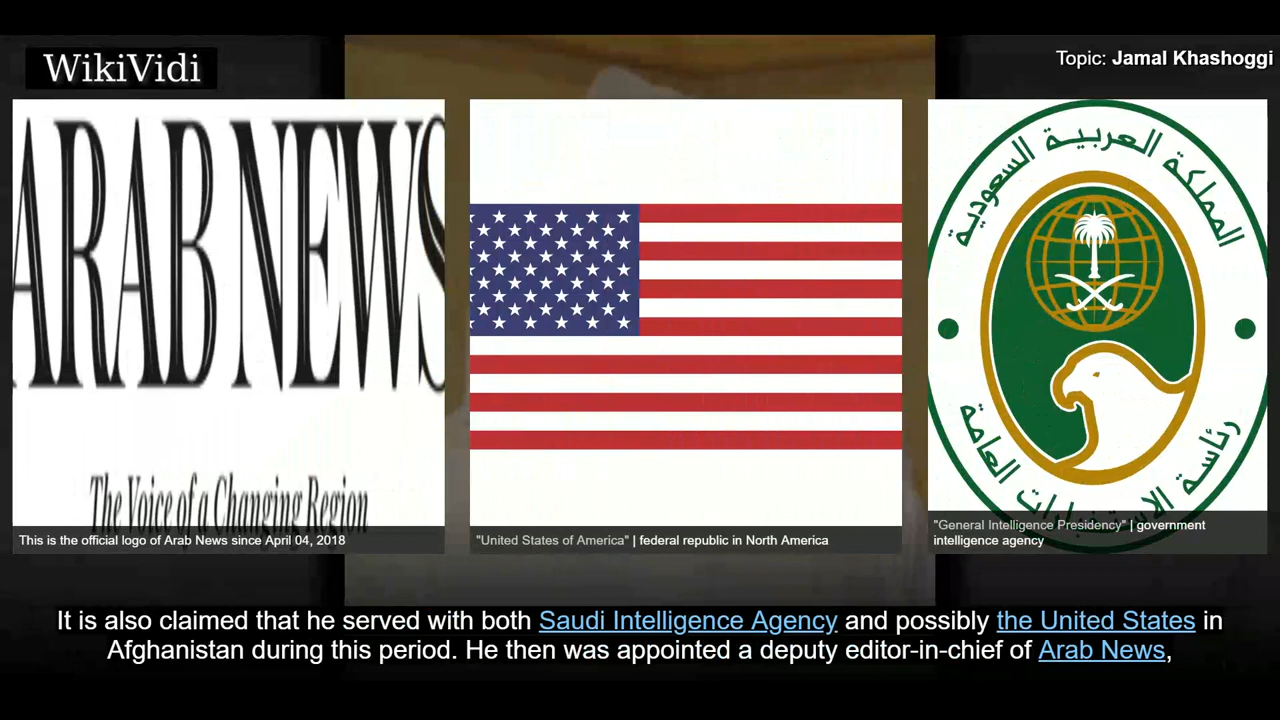 WikiVidi
Topic: Jamal Khashoggi
ARAB NEWS
The Voice of a Changing Region
This is the official logo of Arab News since April 04, 2018
"United States of America" | federal republic in North America
المملكة العربية السعودية
رئاسة الاستخبارات العامة
"General Intelligence Presidency" | government
intelligence agency
It is also claimed that he served with both Saudi Intelligence Agency and possibly the United States in
Afghanistan during this period. He then was appointed a deputy editor-in-chief of Arab News,